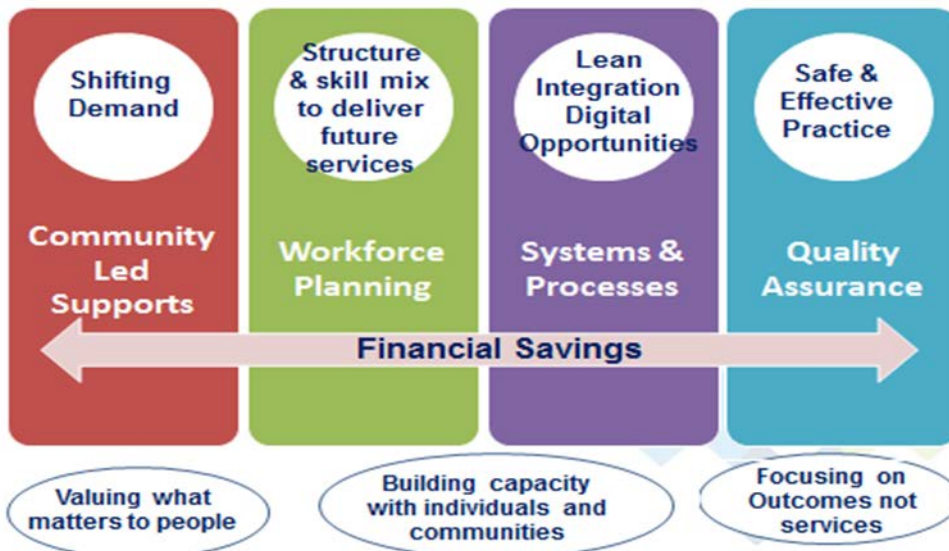 Shifting
Demand
Structure
& skill mix
to deliver
future
services
Lean
Integration
Digital
Opportunities
Safe &
Effective
Practice
Community
Led
Supports
Workforce
Planning
Systems &
Processes
Quality
Assurance
Financial Savings
Valuing what
matters to people
Building capacity
with individuals and
communities
Focusing on
Outcomes not
services